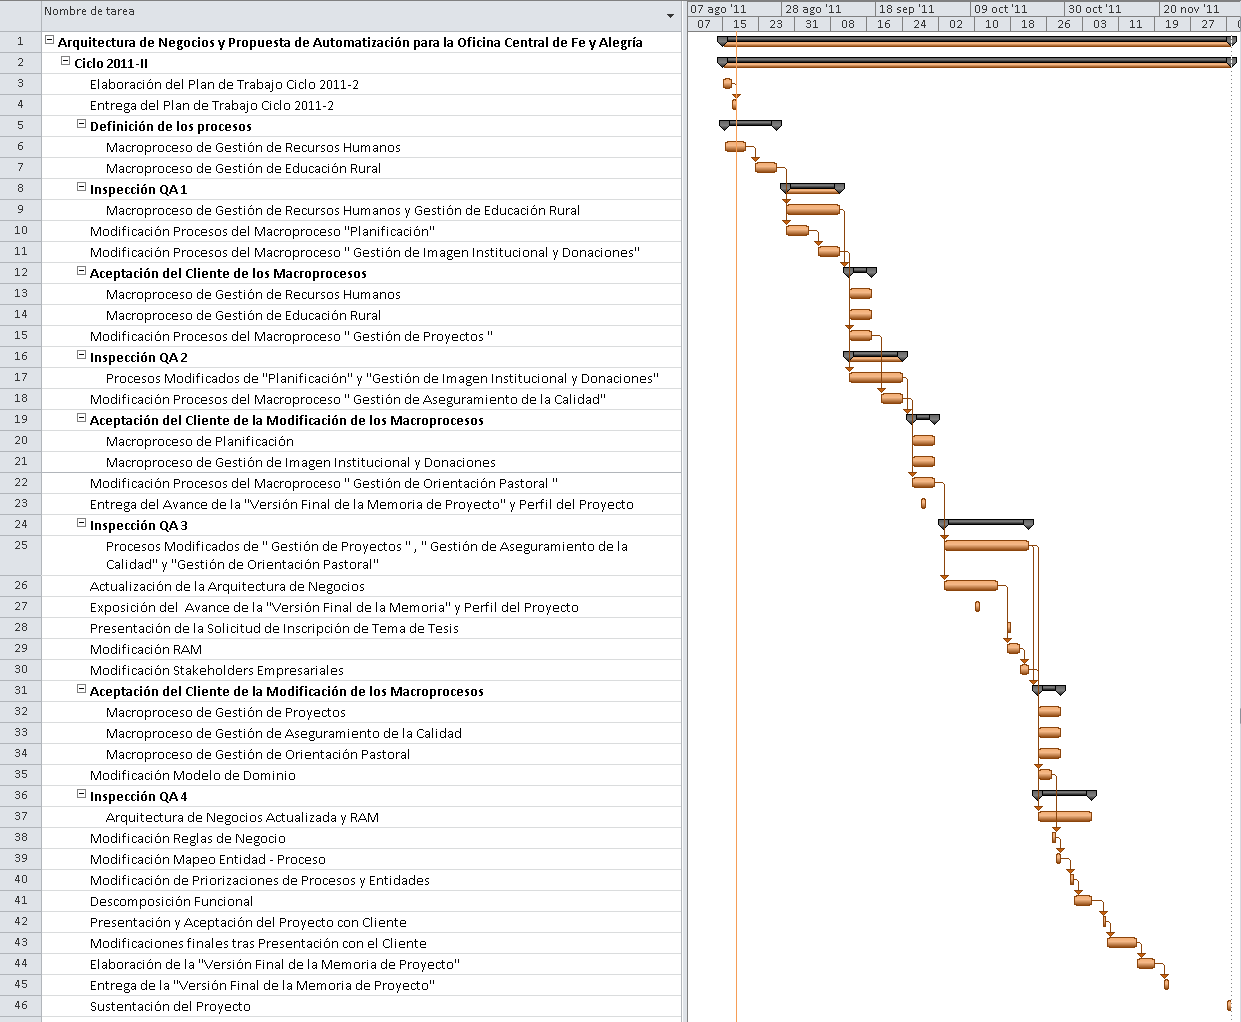 Nombre de tarea
07 ago '11 28 ago '11 18 sep '11 09 oct '11 30 oct '11 20 nov '11
07 15 23 31 08 16 24 02 10 18 26 03 11 19 27
1 Arquitectura de Negocios y Propuesta de Automatización para la Oficina Central de Fe y Alegría
2 Ciclo 2011-II
3 Elaboración del Plan de Trabajo Ciclo 2011-2
4 Entrega del Plan de Trabajo Ciclo 2011-2
5 Definición de los procesos
6 Macroproceso de Gestión de Recursos Humanos
7 Macroproceso de Gestión de Educación Rural
8 Inspección QA 1
9 Macroproceso de Gestión de Recursos Humanos y Gestión de Educación Rural
10 Modificación Procesos del Macroproceso "Planificación"
11 Modificación Procesos del Macroproceso " Gestión de Imagen Institucional y Donaciones"
12 Aceptación del Cliente de los Macroprocesos
13 Macroproceso de Gestión de Recursos Humanos
14 Macroproceso de Gestión de Educación Rural
15 Modificación Procesos del Macroproceso " Gestión de Proyectos "
16 Inspección QA 2
17 Procesos Modificados de "Planificación" y "Gestión de Imagen Institucional y Donaciones"
18 Modificación Procesos del Macroproceso " Gestión de Aseguramiento de la Calidad"
19 Aceptación del Cliente de la Modificación de los Macroprocesos
20 Macroproceso de Planificación
21 Macroproceso de Gestión de Imagen Institucional y Donaciones
22 Modificación Procesos del Macroproceso " Gestión de Orientación Pastoral "
23 Entrega del Avance de la "Versión Final de la Memoria de Proyecto" y Perfil del Proyecto
24 Inspección QA 3
25 Procesos Modificados de " Gestión de Proyectos " , " Gestión de Aseguramiento de la
Calidad" y "Gestión de Orientación Pastoral"
26 Actualización de la Arquitectura de Negocios
27 Exposición del Avance de la "Versión Final de la Memoria" y Perfil del Proyecto
28 Presentación de la Solicitud de Inscripción de Tema de Tesis
29 Modificación RAM
30 Modificación Stakeholders Empresariales
31 Aceptación del Cliente de la Modificación de los Macroprocesos
32 Macroproceso de Gestión de Proyectos
33 Macroproceso de Gestión de Aseguramiento de la Calidad
34 Macroproceso de Gestión de Orientación Pastoral
35 Modificación Modelo de Dominio
36 Inspección QA 4
37 Arquitectura de Negocios Actualizada y RAM
38 Modificación Reglas de Negocio
39 Modificación Mapeo Entidad - Proceso
40 Modificación de Priorizaciones de Procesos y Entidades
41 Descomposición Funcional
42 Presentación y Aceptación del Proyecto con Cliente
43 Modificaciones finales tras Presentación con el Cliente
44 Elaboración de la "Versión Final de la Memoria de Proyecto"
45 Entrega de la "Versión Final de la Memoria de Proyecto"
46 Sustentación del Proyecto